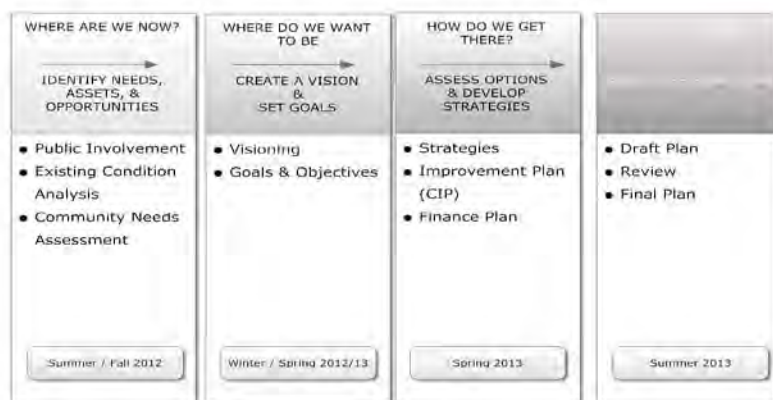 WHERE ARE WE NOW?
IDENTIFY NEEDS,
ASSETS, &
OPPORTUNITIES
• Public Involvement
• Existing Condition
Analysis
• Community Needs
Assessment
Summer / Fall 2012
WHERE DO WE WANT
TO BE
CREATE A VISION
&
SET GOALS
• Visioning
• Goals & Objectives
Winter / Spring 2012/13
HOW DO WE GET
THERE?
ASSESS OPTIONS
& DEVELOP
STRATEGIES
• Strategies
• Improvement Plan
(CIP)
• Finance Plan
Spring 2013
• Draft Plan
• Review
• Final Plan
Summer 2013